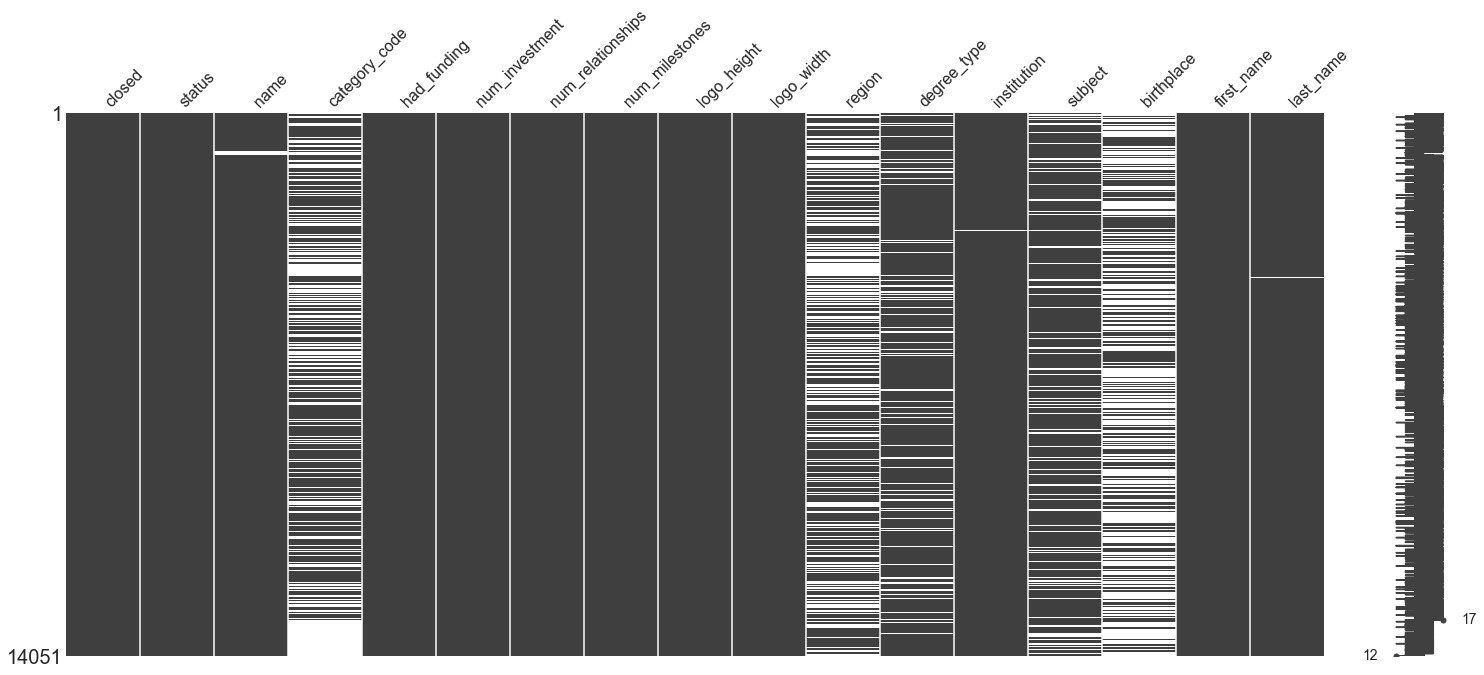 closed
status
name
category_code
had_funding
num_investment
num_relationships
num_milestones
logo_height
logo_width
region
degree_type
institution
subject
birthplace
first_name
last_name
1
17
14051
12